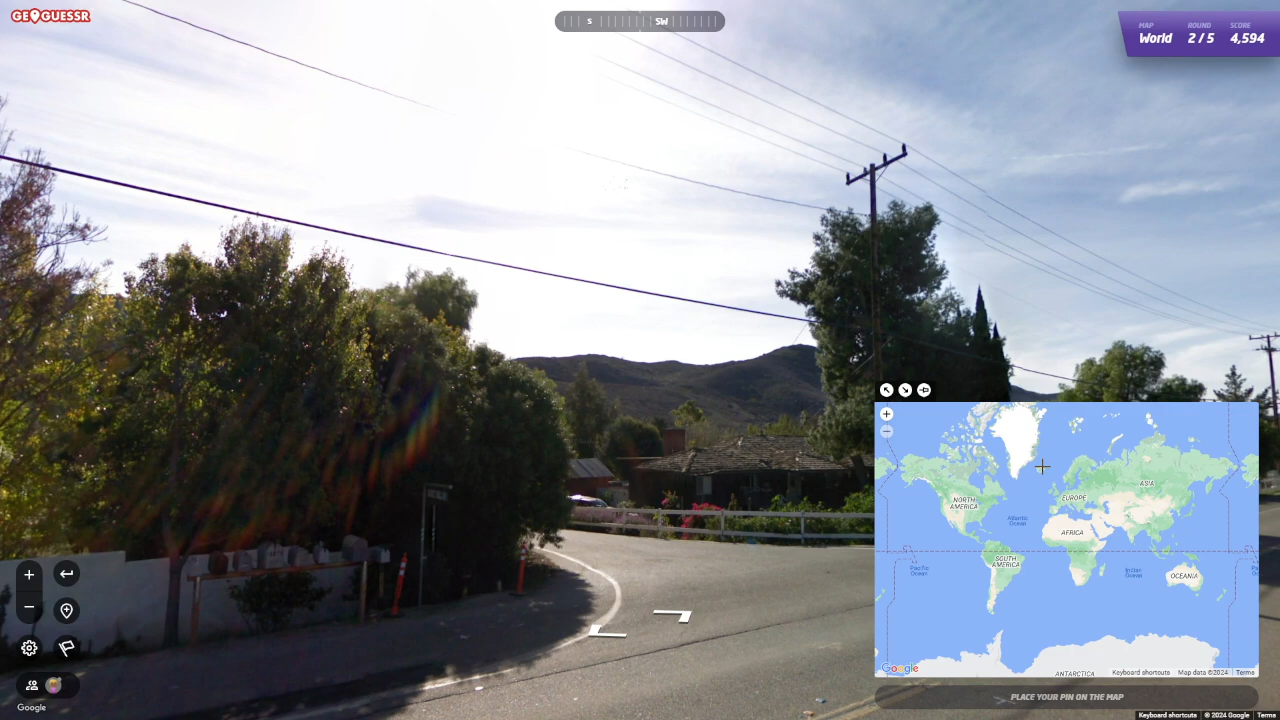 GEOGUESSR
S
SW
MAP
World
ROUND
2 / 5
SCORE
4,594
NORTH
AMERICA
EUROPE
ASIA
Atlantic
Ocean
AFRICA
SOUTH
AMERICA
Pacific
Ocean
Indian
Ocean
OCEANIA
ANTARCTICA
Google
Keyboard shortcuts
Map data ©2024
Terms
PLACE YOUR PIN ON THE MAP
Google
Keyboard shortcuts
© 2024 Google
Terms